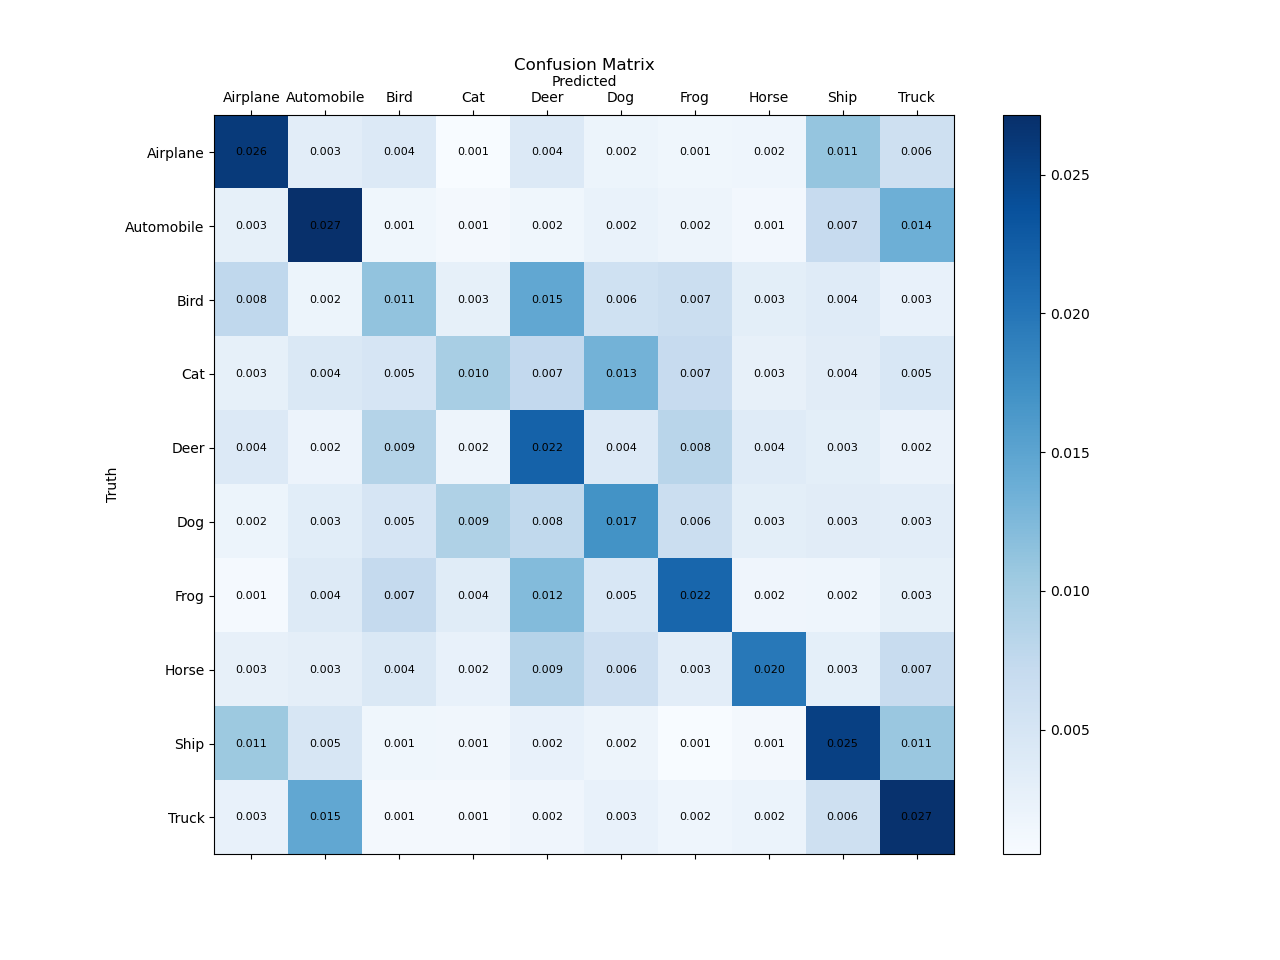 Confusion Matrix
Predicted
Airplane Automobile Bird Cat Deer Dog Frog Horse Ship Truck
Airplane 0.026 0.003 0.004 0.001 0.004 0.002 0.001 0.002 0.011 0.006
0.025
Automobile 0.003 0.027 0.001 0.001 0.002 0.002 0.002 0.001 0.007 0.014
Bird 0.008 0.002 0.011 0.003 0.015 0.006 0.007 0.003 0.004 0.003
0.020
Cat 0.003 0.004 0.005 0.010 0.007 0.013 0.007 0.003 0.004 0.005
Deer 0.004 0.002 0.009 0.002 0.022 0.004 0.008 0.004 0.003 0.002
0.015
Truth
Dog 0.002 0.003 0.005 0.009 0.008 0.017 0.006 0.003 0.003 0.003
Frog 0.001 0.004 0.007 0.004 0.012 0.005 0.022 0.002 0.002 0.003
0.010
Horse 0.003 0.003 0.004 0.002 0.009 0.006 0.003 0.020 0.003 0.007
Ship 0.011 0.005 0.001 0.001 0.002 0.002 0.001 0.001 0.025 0.011
0.005
Truck 0.003 0.015 0.001 0.001 0.002 0.003 0.002 0.002 0.006 0.027